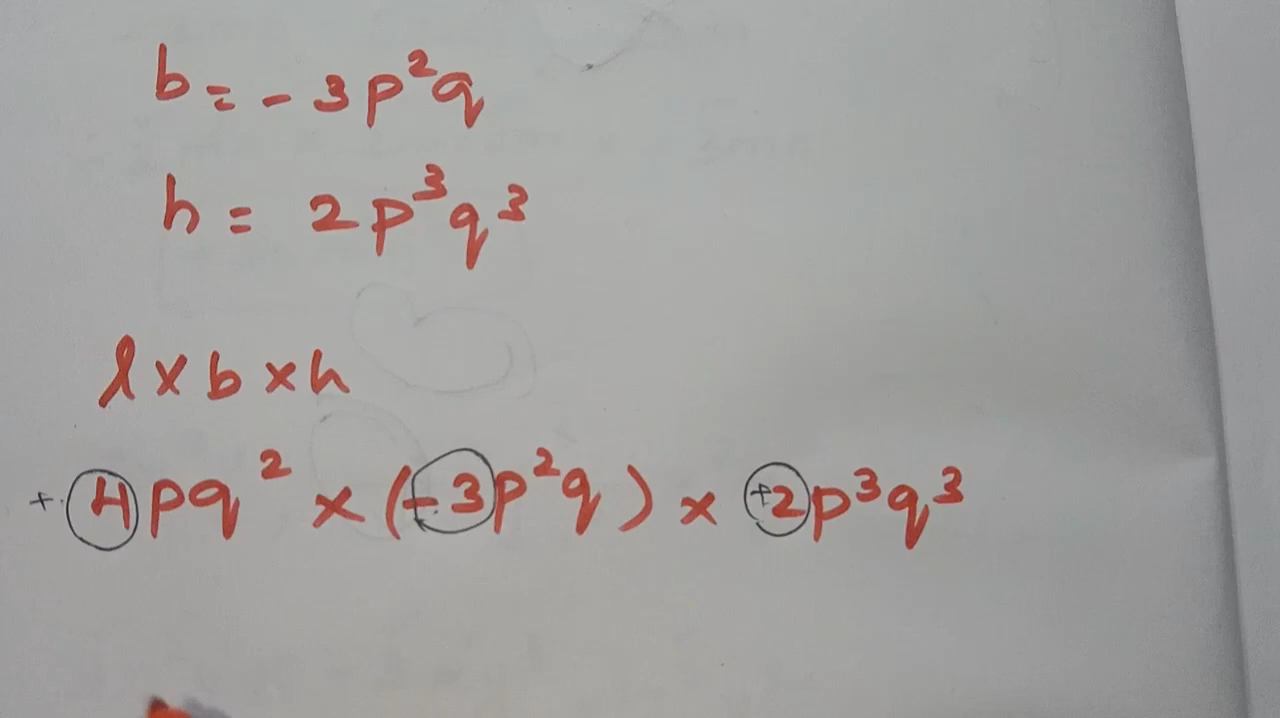 b = - 3p²q
h = 2p³q³
l × b × h
+ 4pq² × (-3p²q) × +2p³q³